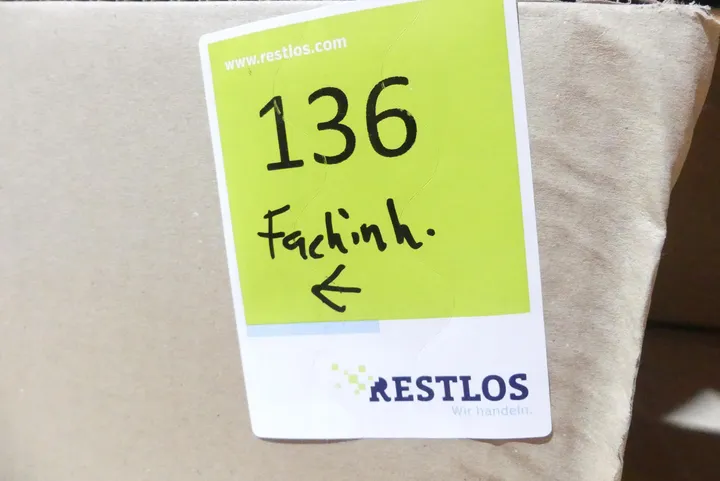 www.restlos.com
136
Fachinh.
←
RESTLOS
Wir handeln.